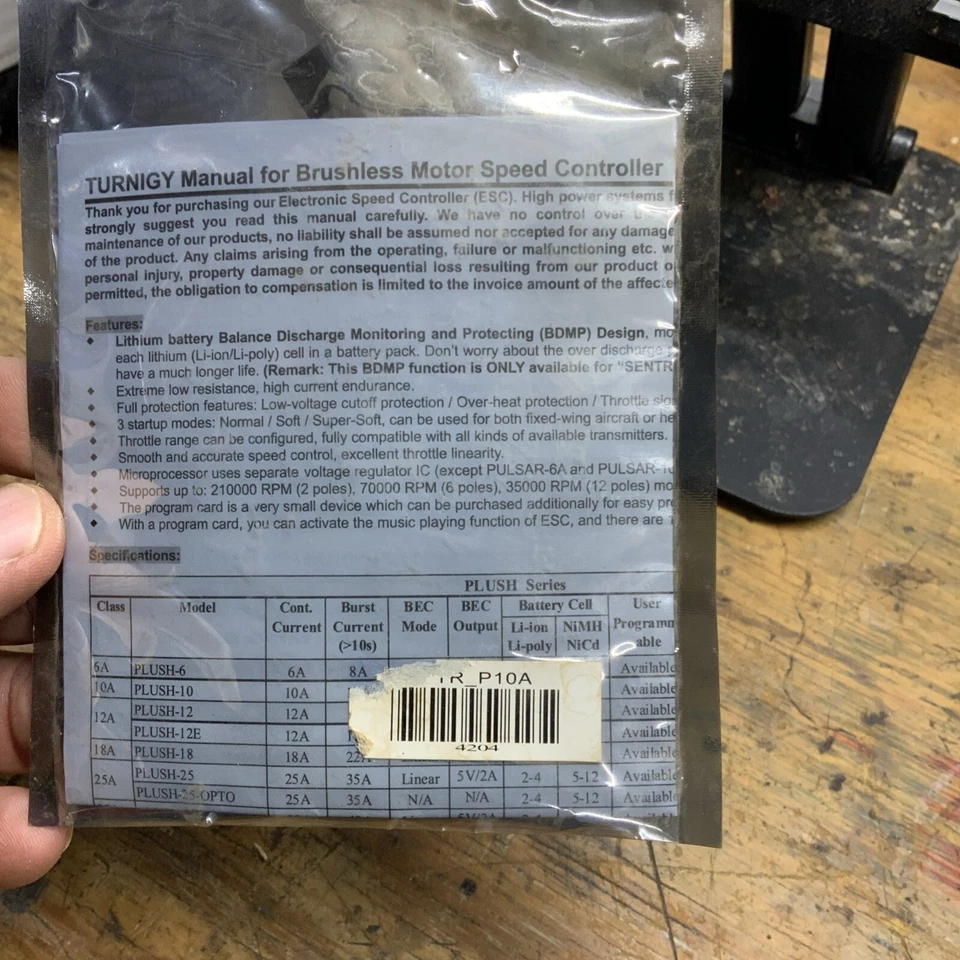 TURNIGY Manual for Brushless Motor Speed Controller
Thank you for purchasing our Electronic Speed Controller (ESC). High power systems
strongly suggest you read this manual carefully. We have no control over
maintenance of our products, no liability shall be assumed nor accepted for any damage
of the product. Any claims arising from the operating, failure or malfunctioning etc.
personal injury, property damage or consequential loss resulting from our product
permitted, the obligation to compensation is limited to the invoice amount of the
Features:
Lithium battery Balance Discharge Monitoring and Protecting (BDMP) Design,
each lithium (Li-ion/Li-poly) cell in a battery pack. Don't worry about the over discharge
have a much longer life. (Remark: This BDMP function is ONLY available for "SENTR
Extreme low resistance, high current endurance.
Full protection features: Low-voltage cutoff protection / Over-heat protection / Throttle
3 startup modes: Normal / Soft / Super-Soft, can be used for both fixed-wing aircraft or
Throttle range can be configured, fully compatible with all kinds of available transmitters.
Smooth and accurate speed control, excellent throttle linearity.
Microprocessor uses separate voltage regulator IC (except PULSAR-6A and
Supports up to: 210000 RPM (2 poles), 70000 RPM (6 poles), 35000 RPM (12 poles)
The program card is a very small device which can be purchased additionally for easy
With a program card, you can activate the music playing function of ESC, and there are
Specifications:
PLUSH Series
Class Model Cont. Current Burst Current (>10s) BEC Mode BEC Output Battery Cell Li-ion Li-poly NiMH NiCd User Programm able
6A PLUSH-6 6A 8A Available
10A PLUSH-10 10A Available
12A PLUSH-12 12A Available
PLUSH-12E 12A Available
18A PLUSH-18 18A Available
25A PLUSH-25 25A 35A Linear 5V/2A 2-4 5-12 Available
PLUSH-25-OPTO 25A 35A N/A N/A 2-4 5-12 Available
TR_P10A
4204